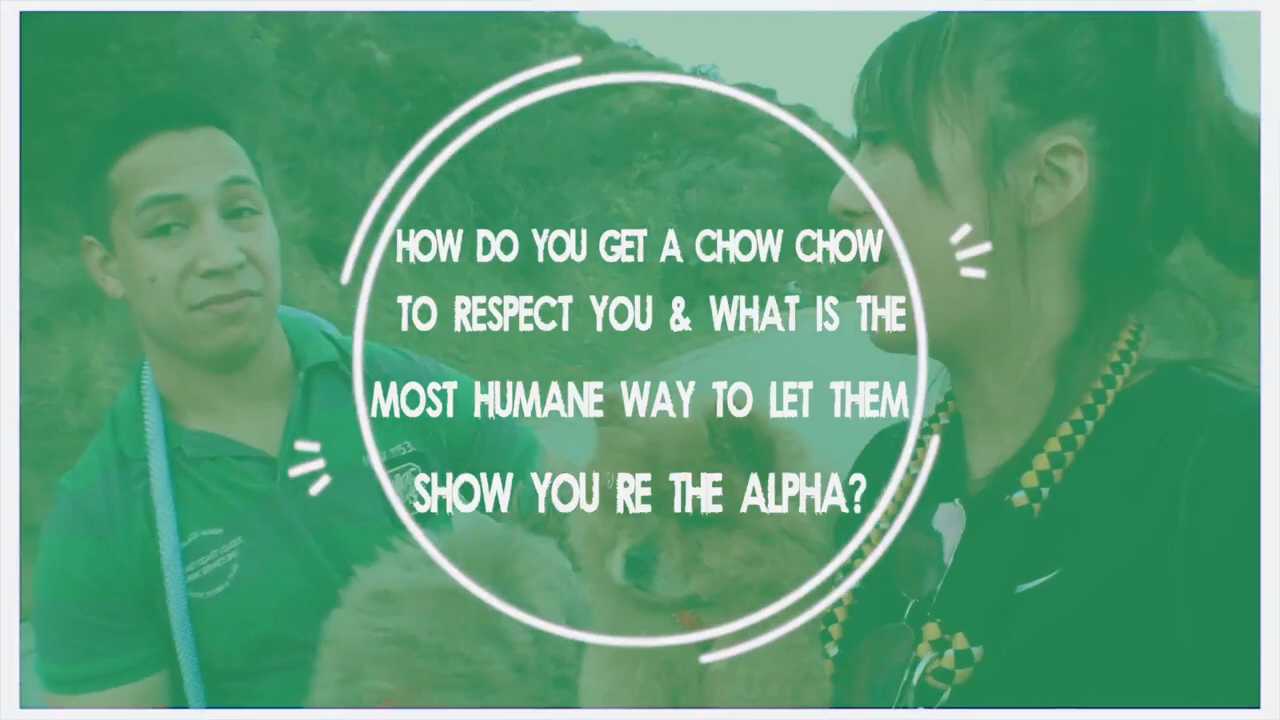 HOW DO YOU GET A CHOW CHOW
TO RESPECT YOU & WHAT IS THE
MOST HUMANE WAY TO LET THEM
SHOW YOU RE THE ALPHA?